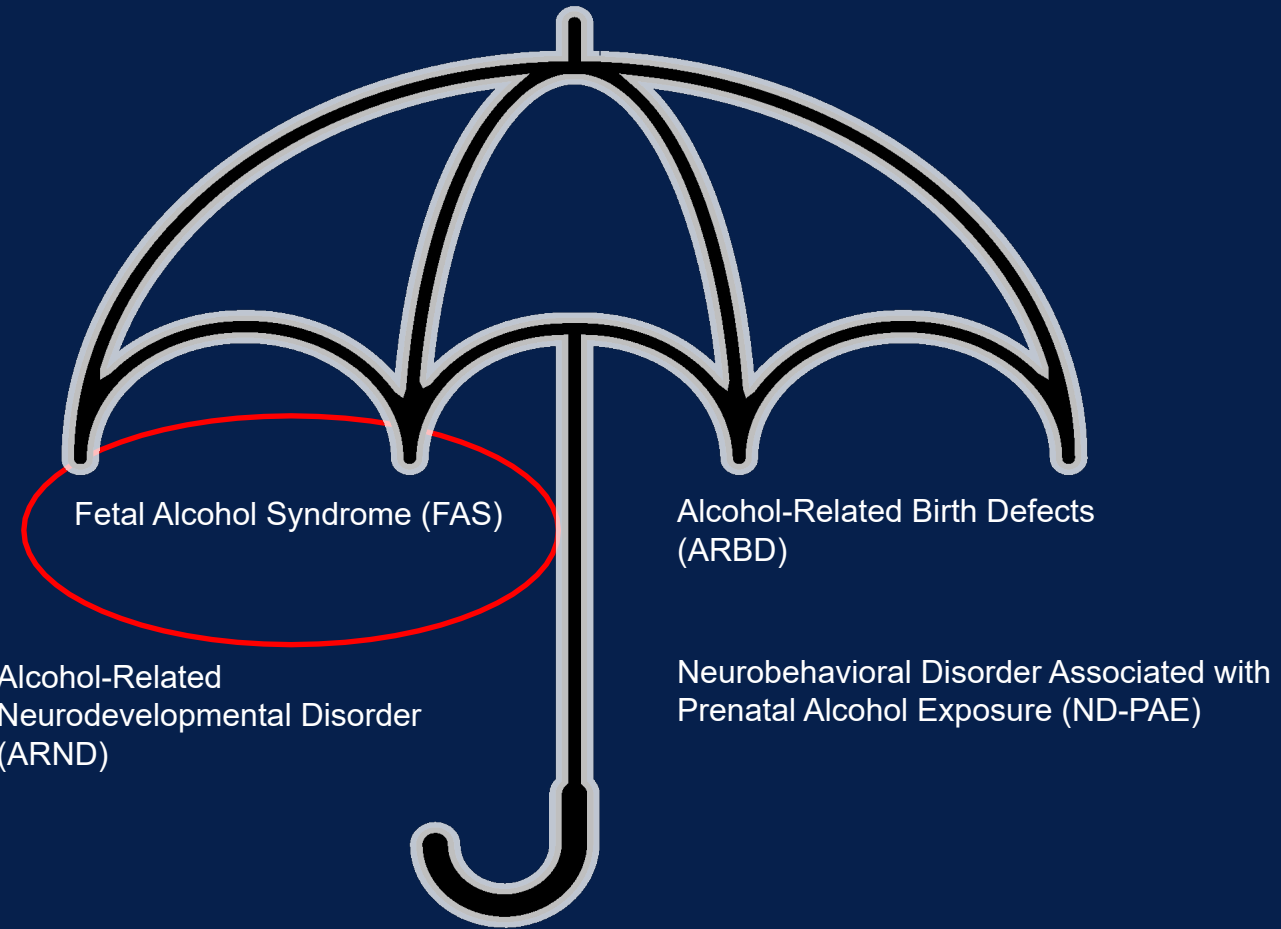 Fetal Alcohol Syndrome (FAS)
Alcohol-Related Birth Defects
(ARBD)
Alcohol-Related
Neurodevelopmental Disorder
(ARND)
Neurobehavioral Disorder Associated with
Prenatal Alcohol Exposure (ND-PAE)